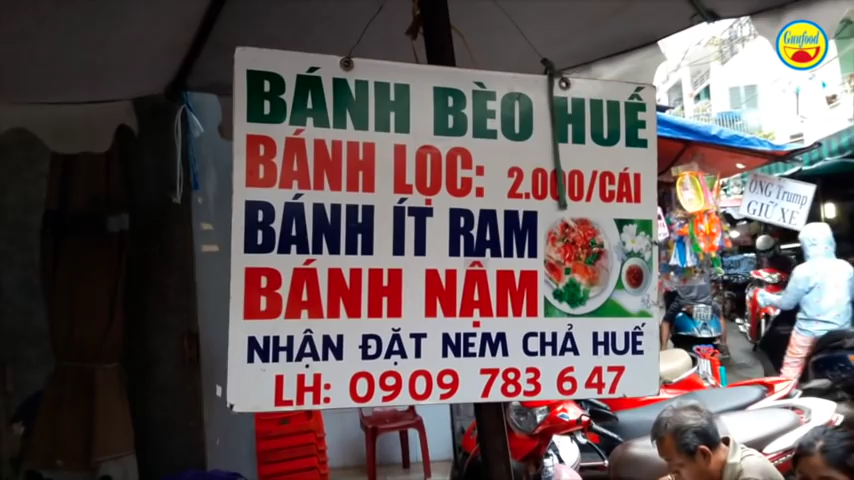 BÁNH BÈO HUẾ
BÁNH LỌC: 2.000/CÁI
BÁNH ÍT RAM
BÁNH NẬM
NHẬN ĐẶT NEM CHẢ HUẾ
LH: 0909 783 647
Guufood
ÔNG Trump
GIỮ XE